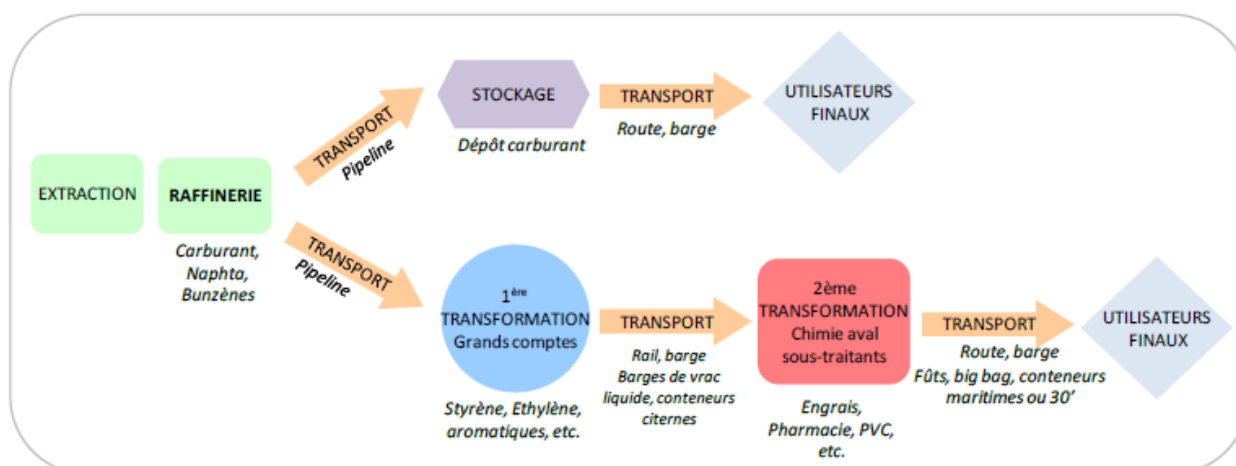 EXTRACTION
RAFFINERIE
Carburant,
Naphta,
Bunzènes
TRANSPORT
Pipeline
STOCKAGE
Dépôt carburant
TRANSPORT
Route, barge
UTILISATEURS
FINAUX
TRANSPORT
Pipeline
1ère
TRANSFORMATION
Grands comptes
Styrène, Ethylène,
aromatiques, etc.
TRANSPORT
Rail, barge
Barges de vrac
liquide, conteneurs
citernes
2ème
TRANSFORMATION
Chimie aval
sous-traitants
Engrais,
Pharmacie, PVC,
etc.
TRANSPORT
Route, barge
Fûts, big bag, conteneurs
maritimes ou 30'
UTILISATEURS
FINAUX